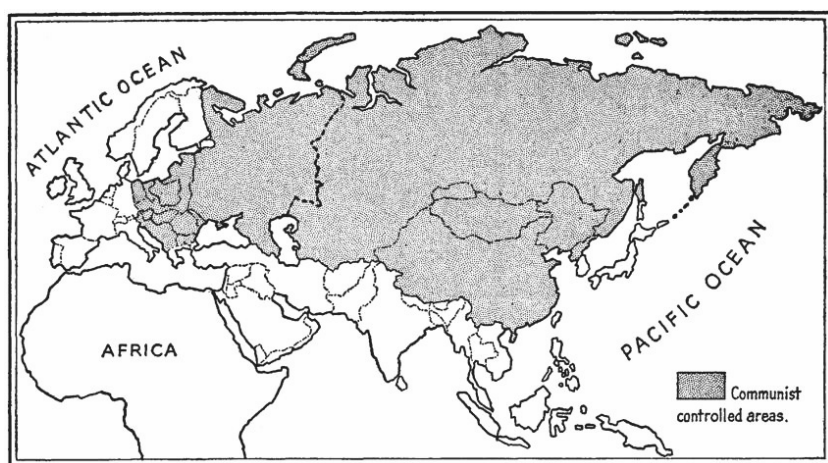 ATLANTIC OCEAN
AFRICA
PACIFIC OCEAN
Communist
controlled areas.